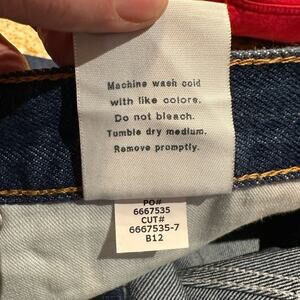 Machine wash cold
with like colors.
Do not bleach.
Tumble dry medium.
Remove promptly.
PO#
6667535
CUT#
6667535-7
B12